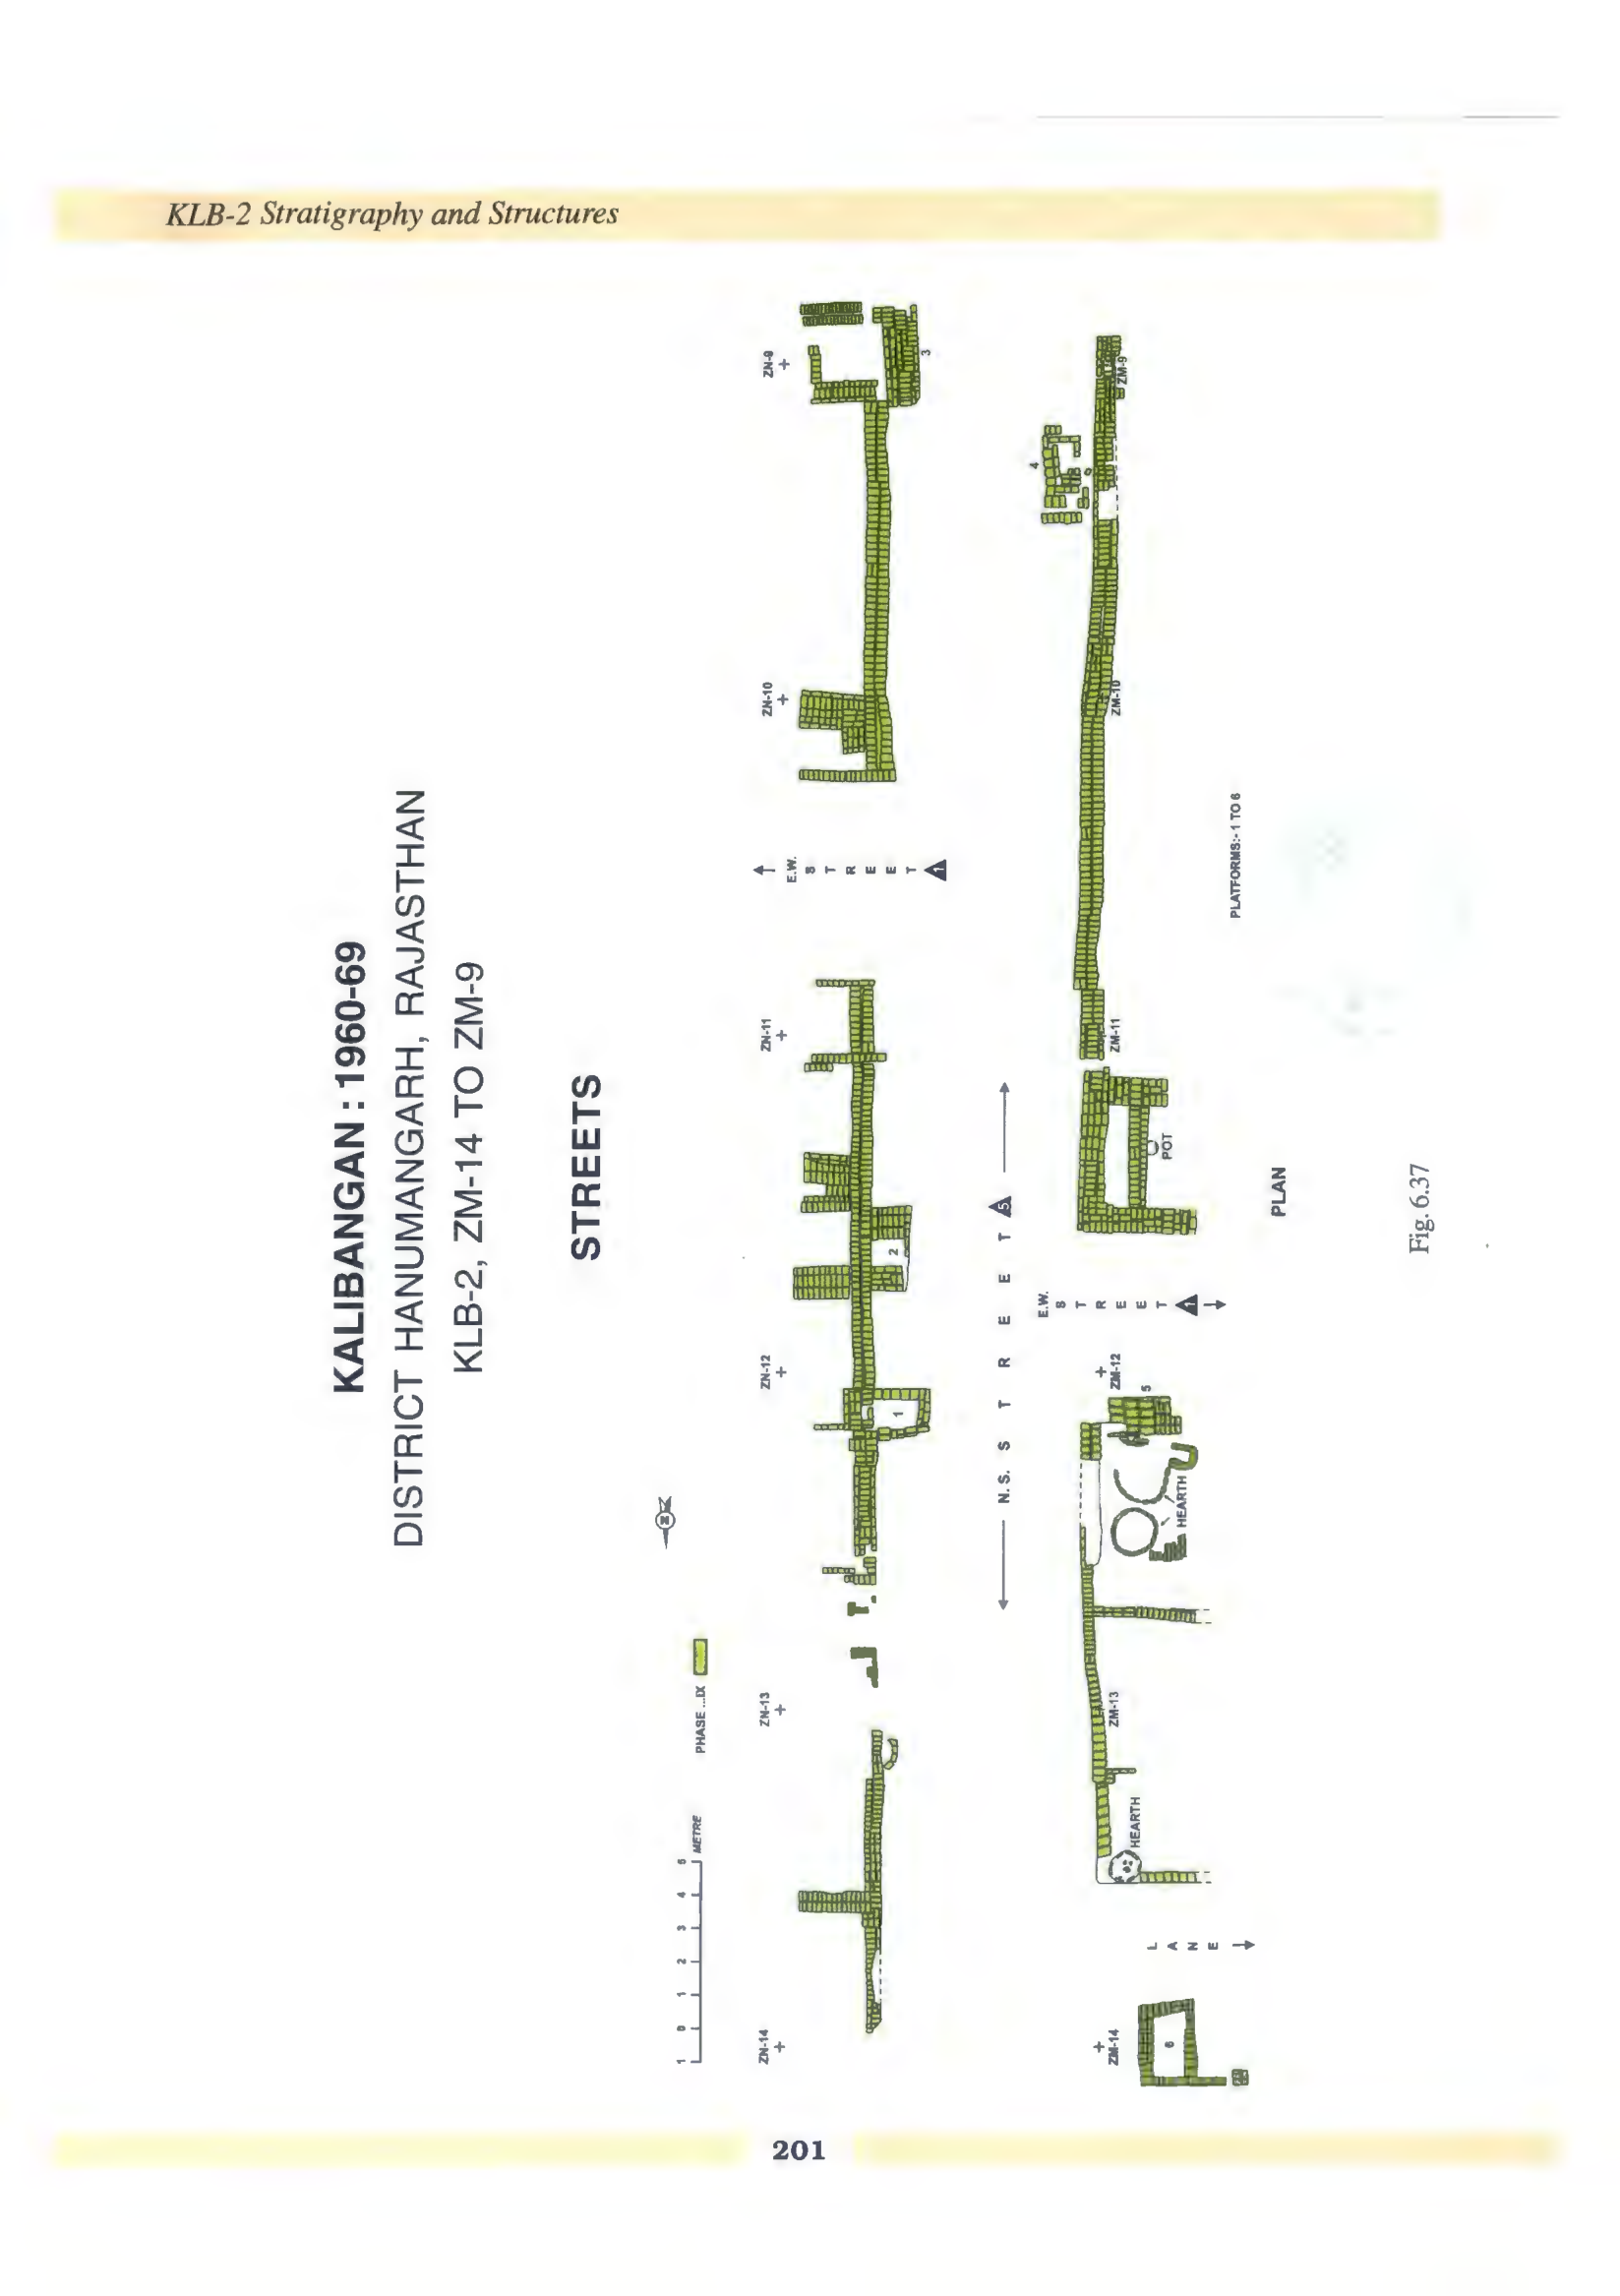 KLB-2 Stratigraphy and Structures
KALIBANGAN : 1960-69
DISTRICT HANUMANGARH, RAJASTHAN
KLB-2, ZM-14 TO ZM-9
STREETS
N
1 0 1 2 3 4 5 METRE
PHASE ...IX
ZN-14
ZN-13
ZN-12
ZN-11
ZN-10
ZN-9
1
2
3
E.W. STREET 1
N.S. STREET 5
E.W. STREET 1
4
5
6
ZM-14
ZM-13
ZM-12
ZM-11
ZM-10
ZM-9
LANE
HEARTH
HEARTH
POT
PLATFORMS:- 1 TO 6
PLAN
Fig. 6.37
201